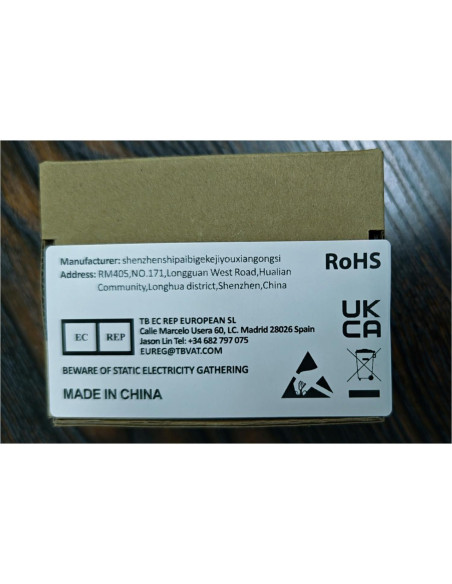 Manufacturer: shenzhenshipaibigekejiyouxiangongsi
RoHS
Address: RM405,NO.171,Longguan West Road,Hualian
Community,Longhua district,Shenzhen,China
UK
CA
EC REP
TB EC REP EUROPEAN SL
Calle Marcelo Usera 60, LC. Madrid 28026 Spain
Jason Lin Tel: +34 682 797 075
EUREG@TBVAT.COM
BEWARE OF STATIC ELECTRICITY GATHERING
MADE IN CHINA